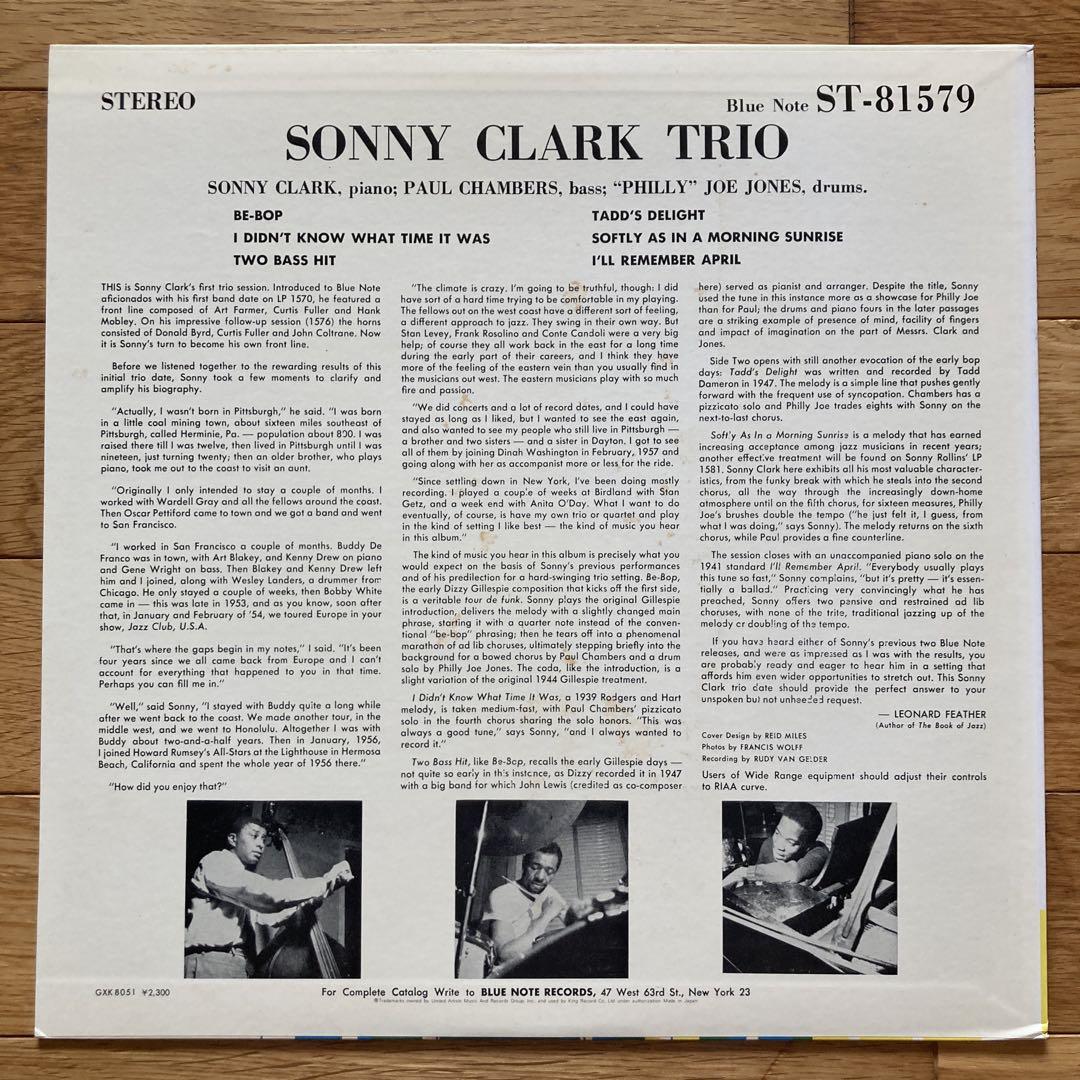 STEREO
Blue Note ST-81579
SONNY CLARK TRIO
SONNY CLARK, piano; PAUL CHAMBERS, bass; “PHILLY” JOE JONES, drums.
BE-BOP
I DIDN'T KNOW WHAT TIME IT WAS
TWO BASS HIT
TADD'S DELIGHT
SOFTLY AS IN A MORNING SUNRISE
I'LL REMEMBER APRIL
THIS is Sonny Clark's first trio session. Introduced to Blue Note
aficionados with his first band date on LP 1570, he featured a
front line composed of Art Farmer, Curtis Fuller and Hank
Mobley. On his impressive follow-up session (1576) the horns
consisted of Donald Byrd, Curtis Fuller and John Coltrane. Now
it is Sonny's turn to become his own front line.
Before we listened together to the rewarding results of this
initial trio date, Sonny took a few moments to clarify and
amplify his biography.
"Actually, I wasn't born in Pittsburgh," he said. "I was born
in a little coal mining town, about sixteen miles southeast of
Pittsburgh, called Herminie, Pa. — population about 800. I was
raised there till I was twelve, then lived in Pittsburgh until I was
nineteen, just turning twenty; then an older brother, who plays
piano, took me out to the coast to visit an aunt.
"Originally I only intended to stay a couple of months. I
worked with Wardell Gray and all the fellows around the coast.
Then Oscar Pettiford came to town and we got a band and went
to San Francisco.
"I worked in San Francisco a couple of months. Buddy De
Franco was in town, with Art Blakey, and Kenny Drew on piano
and Gene Wright on bass. Then Blakey and Kenny Drew left
him and I joined, along with Wesley Landers, a drummer from
Chicago. He only stayed a couple of weeks, then Bobby White
came in — this was late in 1953, and as you know, soon after
that, in January and February of '54, we toured Europe in your
show, Jazz Club, U.S.A.
"That's where the gaps begin in my notes," I said. "It's been
four years since we all came back from Europe and I can't
account for everything that happened to you in that time.
Perhaps you can fill me in."
"Well," said Sonny, "I stayed with Buddy quite a long while
after we went back to the coast. We made another tour, in the
middle west, and we went to Honolulu. Altogether I was with
Buddy about two-and-a-half years. Then in January, 1956,
I joined Howard Rumsey's All-Stars at the Lighthouse in Hermosa
Beach, California and spent the whole year of 1956 there."
"How did you enjoy that?"
"The climate is crazy. I'm going to be truthful, though: I did
have sort of a hard time trying to be comfortable in my playing.
The fellows out on the west coast have a different sort of feeling,
a different approach to jazz. They swing in their own way. But
Stan Levey, Frank Rosolino and Conte Candoli were a very big
help; of course they all work back in the east for a long time
during the early part of their careers, and I think they have
more of the feeling of the eastern vein than you usually find in
the musicians out west. The eastern musicians play with so much
fire and passion.
"We did concerts and a lot of record dates, and I could have
stayed as long as I liked, but I wanted to see the east again,
and also wanted to see my people who still live in Pittsburgh —
a brother and two sisters — and a sister in Dayton. I got to see
all of them by joining Dinah Washington in February, 1957 and
going along with her as accompanist more or less for the ride.
"Since settling down in New York, I've been doing mostly
recording. I played a couple of weeks at Birdland with Stan
Getz, and a week end with Anita O'Day. What I want to do
eventually, of course, is have my own trio or quartet and play
in the kind of setting I like best — the kind of music you hear
in this album."
The kind of music you hear in this album is precisely what you
would expect on the basis of Sonny's previous performances
and of his predilection for a hard-swinging trio setting. Be-Bop,
the early Dizzy Gillespie composition that kicks off the first side,
is a veritable tour de funk. Sonny plays the original Gillespie
introduction, delivers the melody with a slightly changed main
phrase, starting it with a quarter note instead of the conven-
tional "be-bop" phrasing; then he tears off into a phenomenal
marathon of ad lib choruses, ultimately stepping briefly into the
background for a bowed chorus by Paul Chambers and a drum
solo by Philly Joe Jones. The coda, like the introduction, is a
slight variation of the original 1944 Gillespie treatment.
I Didn't Know What Time It Was, a 1939 Rodgers and Hart
melody, is taken medium-fast, with Paul Chambers' pizzicato
solo in the fourth chorus sharing the solo honors. "This was
always a good tune," says Sonny, "and I always wanted to
record it."
Two Bass Hit, like Be-Bop, recalls the early Gillespie days —
not quite so early in this instance, as Dizzy recorded it in 1947
with a big band for which John Lewis (credited as co-composer
here) served as pianist and arranger. Despite the title, Sonny
used the tune in this instance more as a showcase for Philly Joe
than for Paul; the drums and piano fours in the later passages
are a striking example of presence of mind, facility of fingers
and impact of imagination on the part of Messrs. Clark and
Jones.
Side Two opens with still another evocation of the early bop
days: Tadd's Delight was written and recorded by Tadd
Dameron in 1947. The melody is a simple line that pushes gently
forward with the frequent use of syncopation. Chambers has a
pizzicato solo and Philly Joe trades eights with Sonny on the
next-to-last chorus.
Softly As In a Morning Sunrise is a melody that has earned
increasing acceptance among jazz musicians in recent years;
another effective treatment will be found on Sonny Rollins' LP
1581. Sonny Clark here exhibits all his most valuable character-
istics, from the funky break with which he steals into the second
chorus, all the way through the increasingly down-home
atmosphere until on the fifth chorus, for sixteen measures, Philly
Joe's brushes double the tempo ("he just felt it, I guess, from
what I was doing," says Sonny). The melody returns on the sixth
chorus, while Paul provides a fine counterline.
The session closes with an unaccompanied piano solo on the
1941 standard I'll Remember April. "Everybody usually plays
this tune so fast," Sonny complains, "but it's pretty — it's essen-
tially a ballad." Practicing very convincingly what he has
preached, Sonny offers two pensive and restrained ad lib
choruses, with none of the trite, traditional jazzing up of the
melody or doubling of the tempo.
If you have heard either of Sonny's previous two Blue Note
releases, and were as impressed as I was with the results, you
are probably ready and eager to hear him in a setting that
affords him even wider opportunities to stretch out. This Sonny
Clark trio date should provide the perfect answer to your
unspoken but not unheeded request.
— LEONARD FEATHER
(Author of The Book of Jazz)
Cover Design by REID MILES
Photos by FRANCIS WOLFF
Recording by RUDY VAN GELDER
Users of Wide Range equipment should adjust their controls
to RIAA curve.
GXK 8051 ¥2,300
For Complete Catalog Write to BLUE NOTE RECORDS, 47 West 63rd St., New York 23
®Trademarks owned by United Artists Music And Records Group, Inc. and used by King Record Co. Ltd under authorization Made in Japan